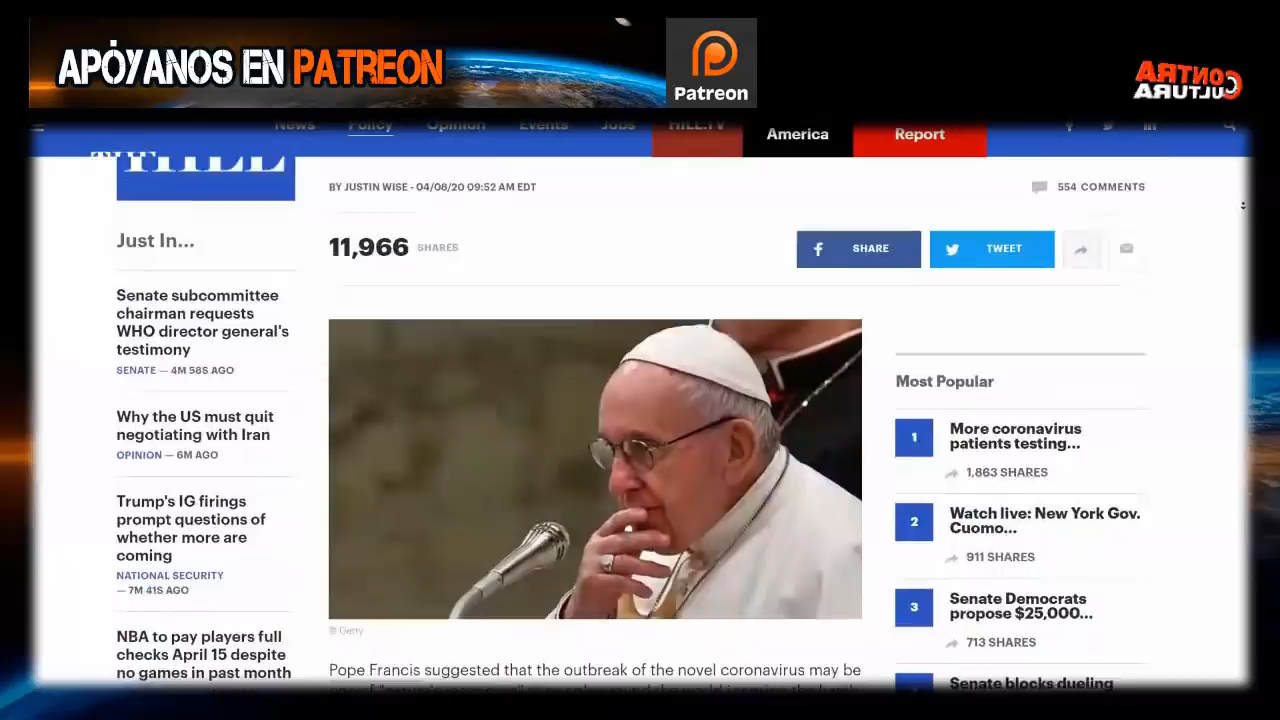 APÓYANOS EN PATREON
Patreon
CONTRA
CULTURA
News Policy Opinion Events Jobs HILL.TV America Report
THE HILL
BY JUSTIN WISE - 04/08/20 09:52 AM EDT
554 COMMENTS
11,966 SHARES
SHARE
TWEET
Just In...
Senate subcommittee
chairman requests
WHO director general's
testimony
SENATE — 4M 58S AGO
Why the US must quit
negotiating with Iran
OPINION — 6M AGO
Trump's IG firings
prompt questions of
whether more are
coming
NATIONAL SECURITY
— 7M 41S AGO
NBA to pay players full
checks April 15 despite
no games in past month
© Getty
Pope Francis suggested that the outbreak of the novel coronavirus may be
Most Popular
1
More coronavirus
patients testing...
1,863 SHARES
2
Watch live: New York Gov.
Cuomo...
911 SHARES
3
Senate Democrats
propose $25,000...
713 SHARES
Senate blocks dueling